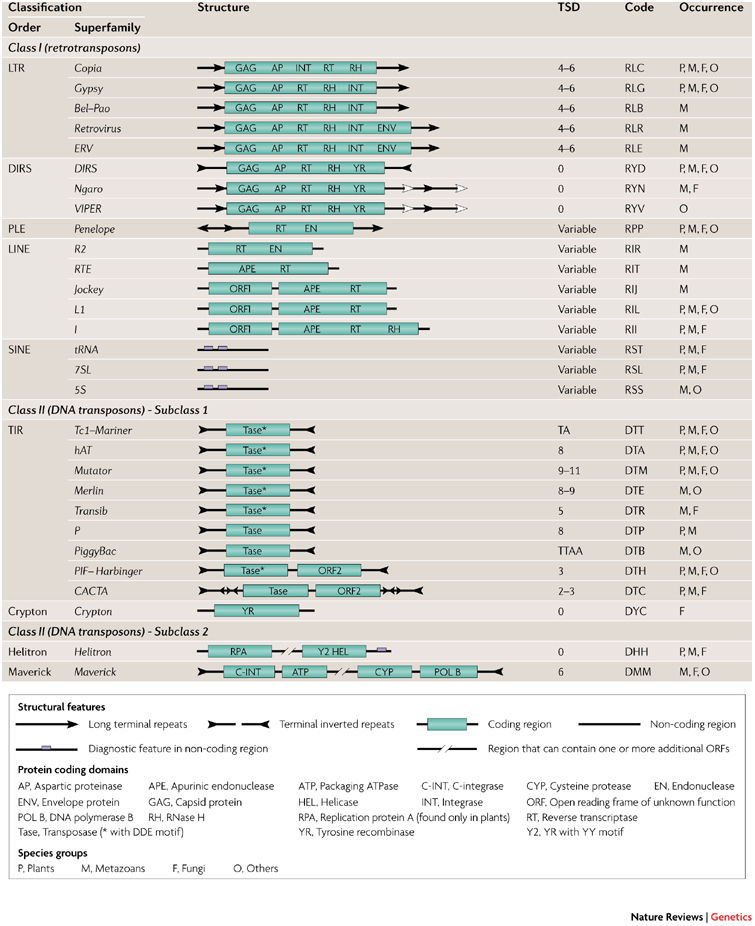 Classification Structure TSD Code Occurrence
Order Superfamily
Class I (retrotransposons)
LTR Copia GAG AP INT RT RH 4–6 RLC P, M, F, O
Gypsy GAG AP RT RH INT 4–6 RLG P, M, F, O
Bel–Pao GAG AP RT RH INT 4–6 RLB M
Retrovirus GAG AP RT RH INT ENV 4–6 RLR M
ERV GAG AP RT RH INT ENV 4–6 RLE M
DIRS DIRS GAG AP RT RH YR 0 RYD P, M, F, O
Ngaro GAG AP RT RH YR 0 RYN M, F
VIPER GAG AP RT RH YR 0 RYV O
PLE Penelope RT EN Variable RPP P, M, F, O
LINE R2 RT EN Variable RIR M
RTE APE RT Variable RIT M
Jockey ORF1 APE RT Variable RIJ M
L1 ORF1 APE RT Variable RIL P, M, F, O
I ORF1 APE RT RH Variable RII P, M, F
SINE tRNA Variable RST P, M, F
7SL Variable RSL P, M, F
5S Variable RSS M, O
Class II (DNA transposons) - Subclass 1
TIR Tc1–Mariner Tase* TA DTT P, M, F, O
hAT Tase* 8 DTA P, M, F, O
Mutator Tase* 9–11 DTM P, M, F, O
Merlin Tase* 8–9 DTE M, O
Transib Tase* 5 DTR M, F
P Tase 8 DTP P, M
PiggyBac Tase TTAA DTB M, O
PIF–Harbinger Tase* ORF2 3 DTH P, M, F, O
CACTA Tase ORF2 2–3 DTC P, M, F
Crypton Crypton YR 0 DYC F
Class II (DNA transposons) - Subclass 2
Helitron Helitron RPA Y2 HEL 0 DHH P, M, F
Maverick Maverick C-INT ATP CYP POL B 6 DMM M, F, O
Structural features
Long terminal repeats Terminal inverted repeats Coding region Non-coding region
Diagnostic feature in non-coding region Region that can contain one or more additional ORFs
Protein coding domains
AP, Aspartic proteinase APE, Apurinic endonuclease ATP, Packaging ATPase C-INT, C-integrase CYP, Cysteine protease EN, Endonuclease
ENV, Envelope protein GAG, Capsid protein HEL, Helicase INT, Integrase ORF, Open reading frame of unknown function
POL B, DNA polymerase B RH, RNase H RPA, Replication protein A (found only in plants) RT, Reverse transcriptase
Tase, Transposase (* with DDE motif) YR, Tyrosine recombinase Y2, YR with YY motif
Species groups
P, Plants M, Metazoans F, Fungi O, Others
Nature Reviews | Genetics